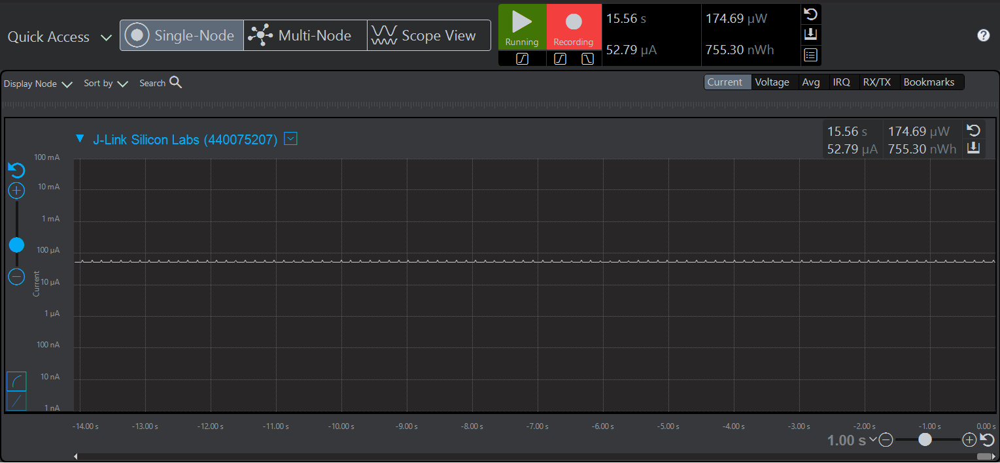 Quick Access Single-Node Multi-Node Scope View
Running Recording
15.56 s 174.69 µW
52.79 µA 755.30 nWh
?
Display Node Sort by Search
Current Voltage Avg IRQ RX/TX Bookmarks
J-Link Silicon Labs (440075207)
15.56 s 174.69 µW
52.79 µA 755.30 nWh
100 mA
10 mA
1 mA
100 µA
10 µA
1 µA
100 nA
10 nA
1 nA
Current
-14.00 s -13.00 s -12.00 s -11.00 s -10.00 s -9.00 s -8.00 s -7.00 s -6.00 s -5.00 s -4.00 s -3.00 s -2.00 s -1.00 s 0.00 s
1.00 s